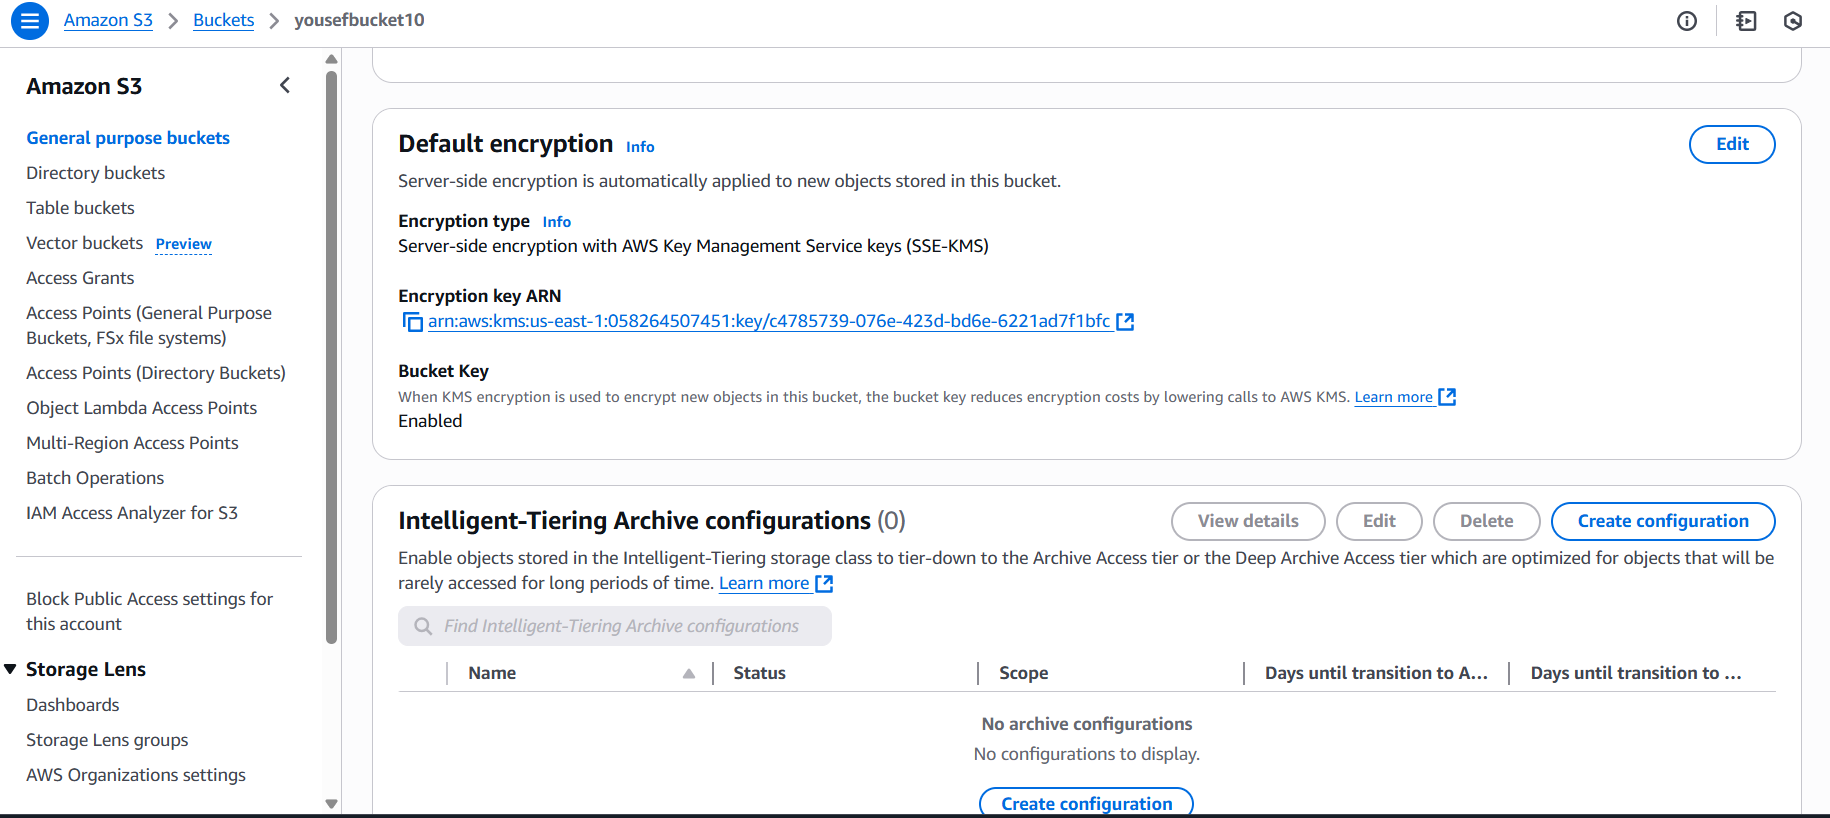 Amazon S3 > Buckets > yousefbucket10
Amazon S3
General purpose buckets
Directory buckets
Table buckets
Vector buckets Preview
Access Grants
Access Points (General Purpose
Buckets, FSx file systems)
Access Points (Directory Buckets)
Object Lambda Access Points
Multi-Region Access Points
Batch Operations
IAM Access Analyzer for S3
Block Public Access settings for
this account
Storage Lens
Dashboards
Storage Lens groups
AWS Organizations settings
Default encryption Info
Edit
Server-side encryption is automatically applied to new objects stored in this bucket.
Encryption type Info
Server-side encryption with AWS Key Management Service keys (SSE-KMS)
Encryption key ARN
arn:aws:kms:us-east-1:058264507451:key/c4785739-076e-423d-bd6e-6221ad7f1bfc
Bucket Key
When KMS encryption is used to encrypt new objects in this bucket, the bucket key reduces encryption costs by lowering calls to AWS KMS. Learn more
Enabled
Intelligent-Tiering Archive configurations (0)
View details Edit Delete Create configuration
Enable objects stored in the Intelligent-Tiering storage class to tier-down to the Archive Access tier or the Deep Archive Access tier which are optimized for objects that will be
rarely accessed for long periods of time. Learn more
Find Intelligent-Tiering Archive configurations
Name Status Scope Days until transition to A... Days until transition to ...
No archive configurations
No configurations to display.
Create configuration